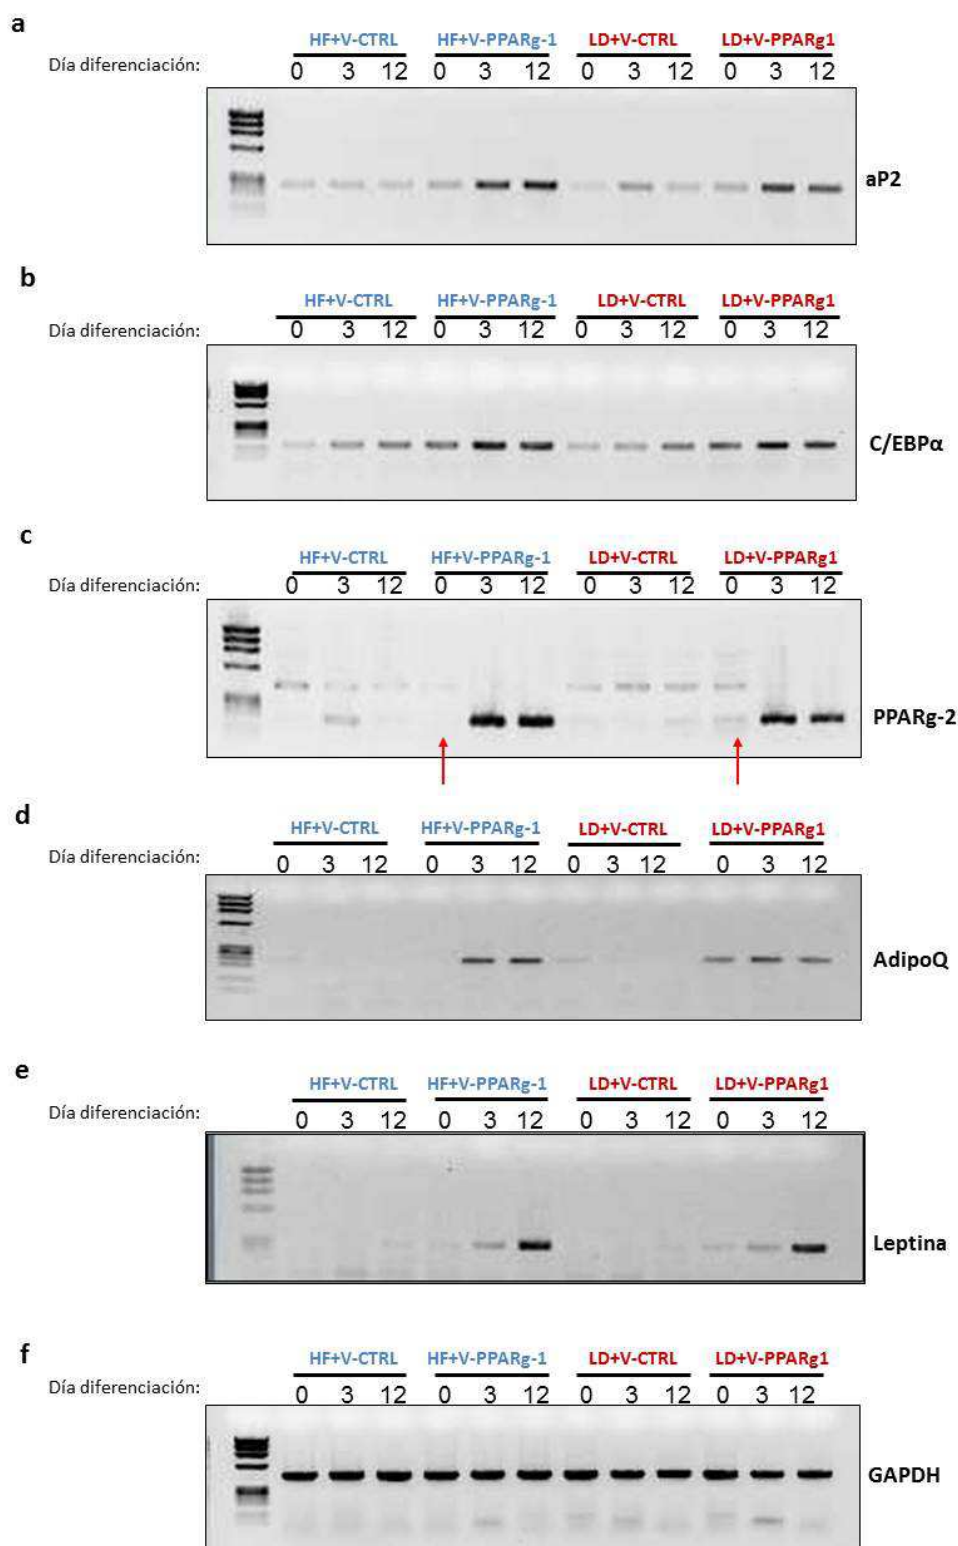 a
HF+V-CTRL HF+V-PPARg-1 LD+V-CTRL LD+V-PPARg1
Día diferenciación: 0 3 12 0 3 12 0 3 12 0 3 12
aP2
b
HF+V-CTRL HF+V-PPARg-1 LD+V-CTRL LD+V-PPARg1
Día diferenciación: 0 3 12 0 3 12 0 3 12 0 3 12
C/EBPα
c
HF+V-CTRL HF+V-PPARg-1 LD+V-CTRL LD+V-PPARg1
Día diferenciación: 0 3 12 0 3 12 0 3 12 0 3 12
PPARg-2
d
HF+V-CTRL HF+V-PPARg-1 LD+V-CTRL LD+V-PPARg1
Día diferenciación: 0 3 12 0 3 12 0 3 12 0 3 12
AdipoQ
e
HF+V-CTRL HF+V-PPARg-1 LD+V-CTRL LD+V-PPARg1
Día diferenciación: 0 3 12 0 3 12 0 3 12 0 3 12
Leptina
f
HF+V-CTRL HF+V-PPARg-1 LD+V-CTRL LD+V-PPARg1
Día diferenciación: 0 3 12 0 3 12 0 3 12 0 3 12
GAPDH